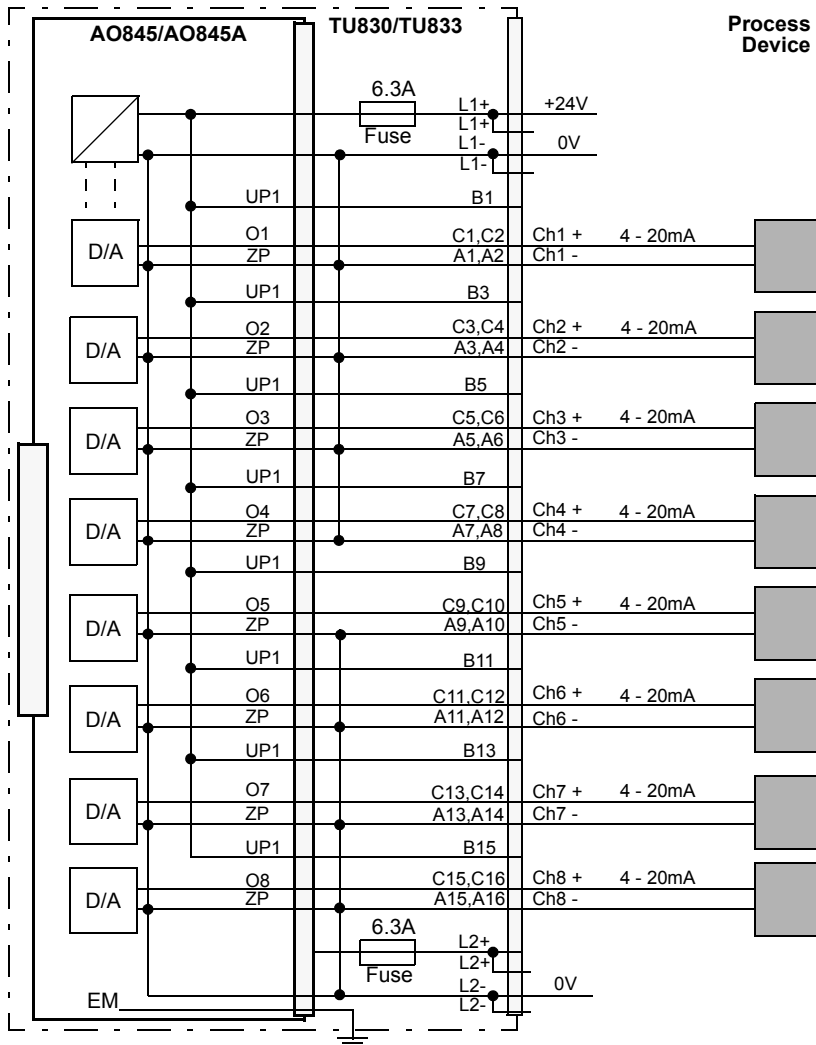 AO845/AO845A
TU830/TU833
Process
Device
6.3A
Fuse
L1+
+24V
L1+
L1-
0V
L1-
UP1
B1
D/A
O1
C1,C2
Ch1 +
4 - 20mA
ZP
A1,A2
Ch1 -
UP1
B3
D/A
O2
C3,C4
Ch2 +
4 - 20mA
ZP
A3,A4
Ch2 -
UP1
B5
D/A
O3
C5,C6
Ch3 +
4 - 20mA
ZP
A5,A6
Ch3 -
UP1
B7
D/A
O4
C7,C8
Ch4 +
4 - 20mA
ZP
A7,A8
Ch4 -
UP1
B9
D/A
O5
C9,C10
Ch5 +
4 - 20mA
ZP
A9,A10
Ch5 -
UP1
B11
D/A
O6
C11,C12
Ch6 +
4 - 20mA
ZP
A11,A12
Ch6 -
UP1
B13
D/A
O7
C13,C14
Ch7 +
4 - 20mA
ZP
A13,A14
Ch7 -
UP1
B15
D/A
O8
C15,C16
Ch8 +
4 - 20mA
ZP
A15,A16
Ch8 -
6.3A
Fuse
L2+
L2+
L2-
0V
L2-
EM